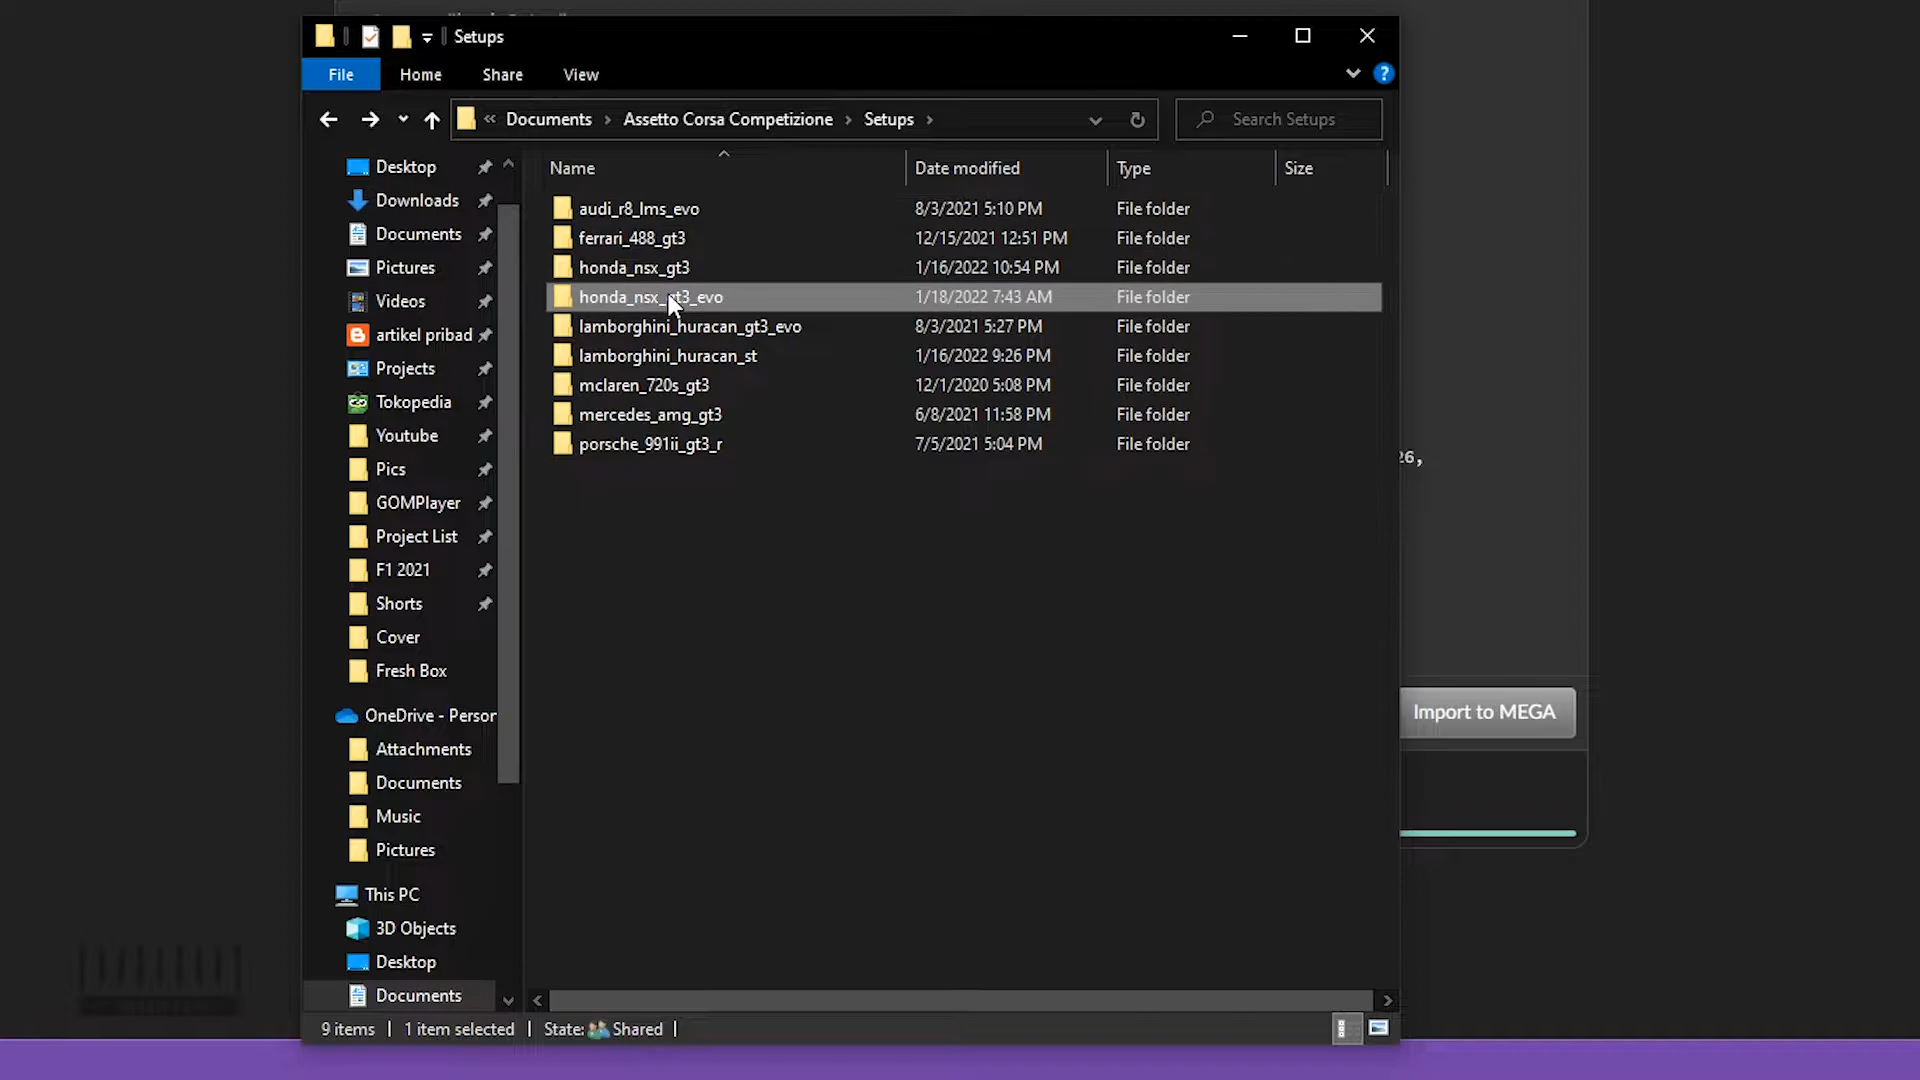 Setups
File Home Share View
« Documents › Assetto Corsa Competizione › Setups ›
Search Setups
Name Date modified Type Size
audi_r8_lms_evo 8/3/2021 5:10 PM File folder
ferrari_488_gt3 12/15/2021 12:51 PM File folder
honda_nsx_gt3 1/16/2022 10:54 PM File folder
honda_nsx_gt3_evo 1/18/2022 7:43 AM File folder
lamborghini_huracan_gt3_evo 8/3/2021 5:27 PM File folder
lamborghini_huracan_st 1/16/2022 9:26 PM File folder
mclaren_720s_gt3 12/1/2020 5:08 PM File folder
mercedes_amg_gt3 6/8/2021 11:58 PM File folder
porsche_991ii_gt3_r 7/5/2021 5:04 PM File folder
Desktop
Downloads
Documents
Pictures
Videos
artikel pribad
Projects
Tokopedia
Youtube
Pics
GOMPlayer
Project List
F1 2021
Shorts
Cover
Fresh Box
OneDrive - Person
Attachments
Documents
Music
Pictures
This PC
3D Objects
Desktop
Documents
26,
Import to MEGA
9 items 1 item selected State: Shared